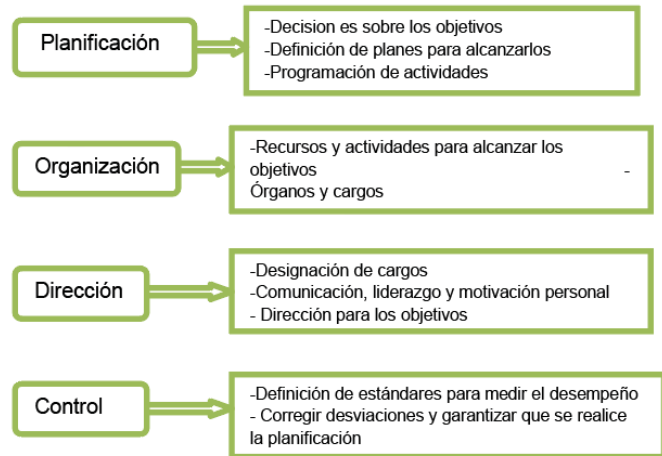 Planificación
-Decision es sobre los objetivos
-Definición de planes para alcanzarlos
-Programación de actividades
Organización
-Recursos y actividades para alcanzar los
objetivos -
Órganos y cargos
Dirección
-Designación de cargos
-Comunicación, liderazgo y motivación personal
- Dirección para los objetivos
Control
-Definición de estándares para medir el desempeño
- Corregir desviaciones y garantizar que se realice
la planificación